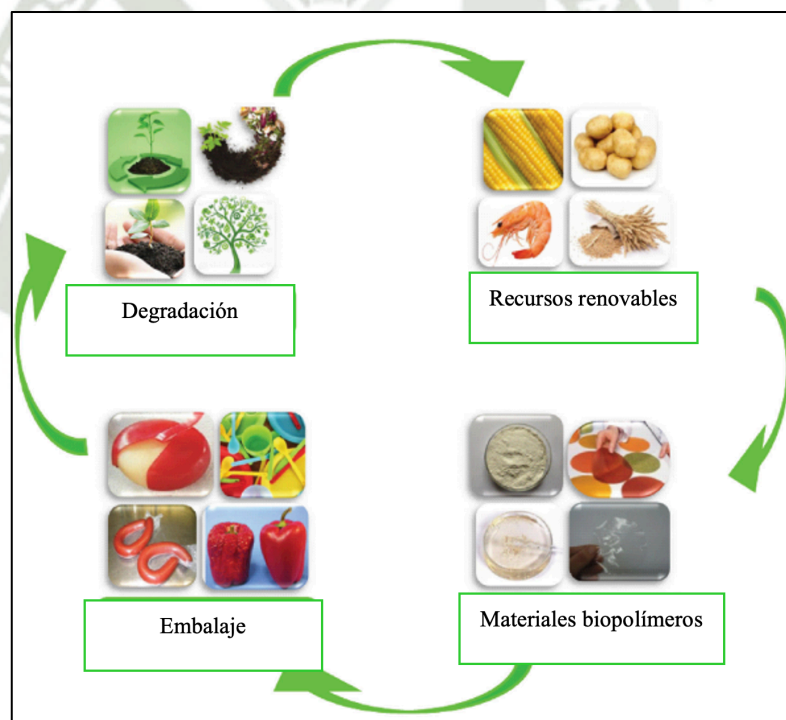 Degradación
Recursos renovables
Embalaje
Materiales biopolímeros